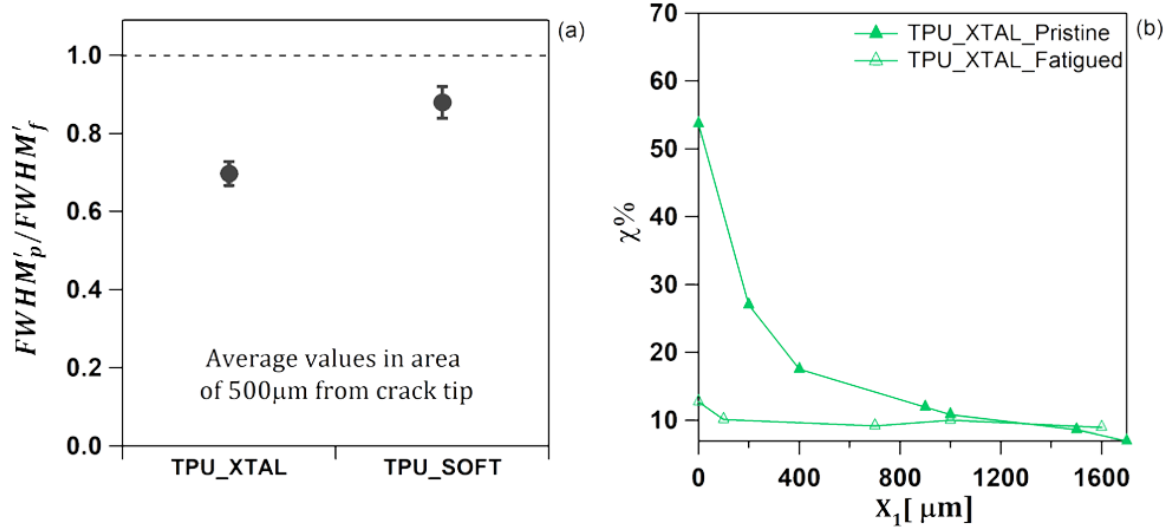 (a)
1.0
0.8
0.6
0.4
0.2
0.0
FWHM'p/FWHM'f
Average values in area
of 500μm from crack tip
TPU_XTAL TPU_SOFT
(b)
TPU_XTAL_Pristine
TPU_XTAL_Fatigued
70
60
50
40
30
20
10
χ%
0 400 800 1200 1600
X₁[ μm]